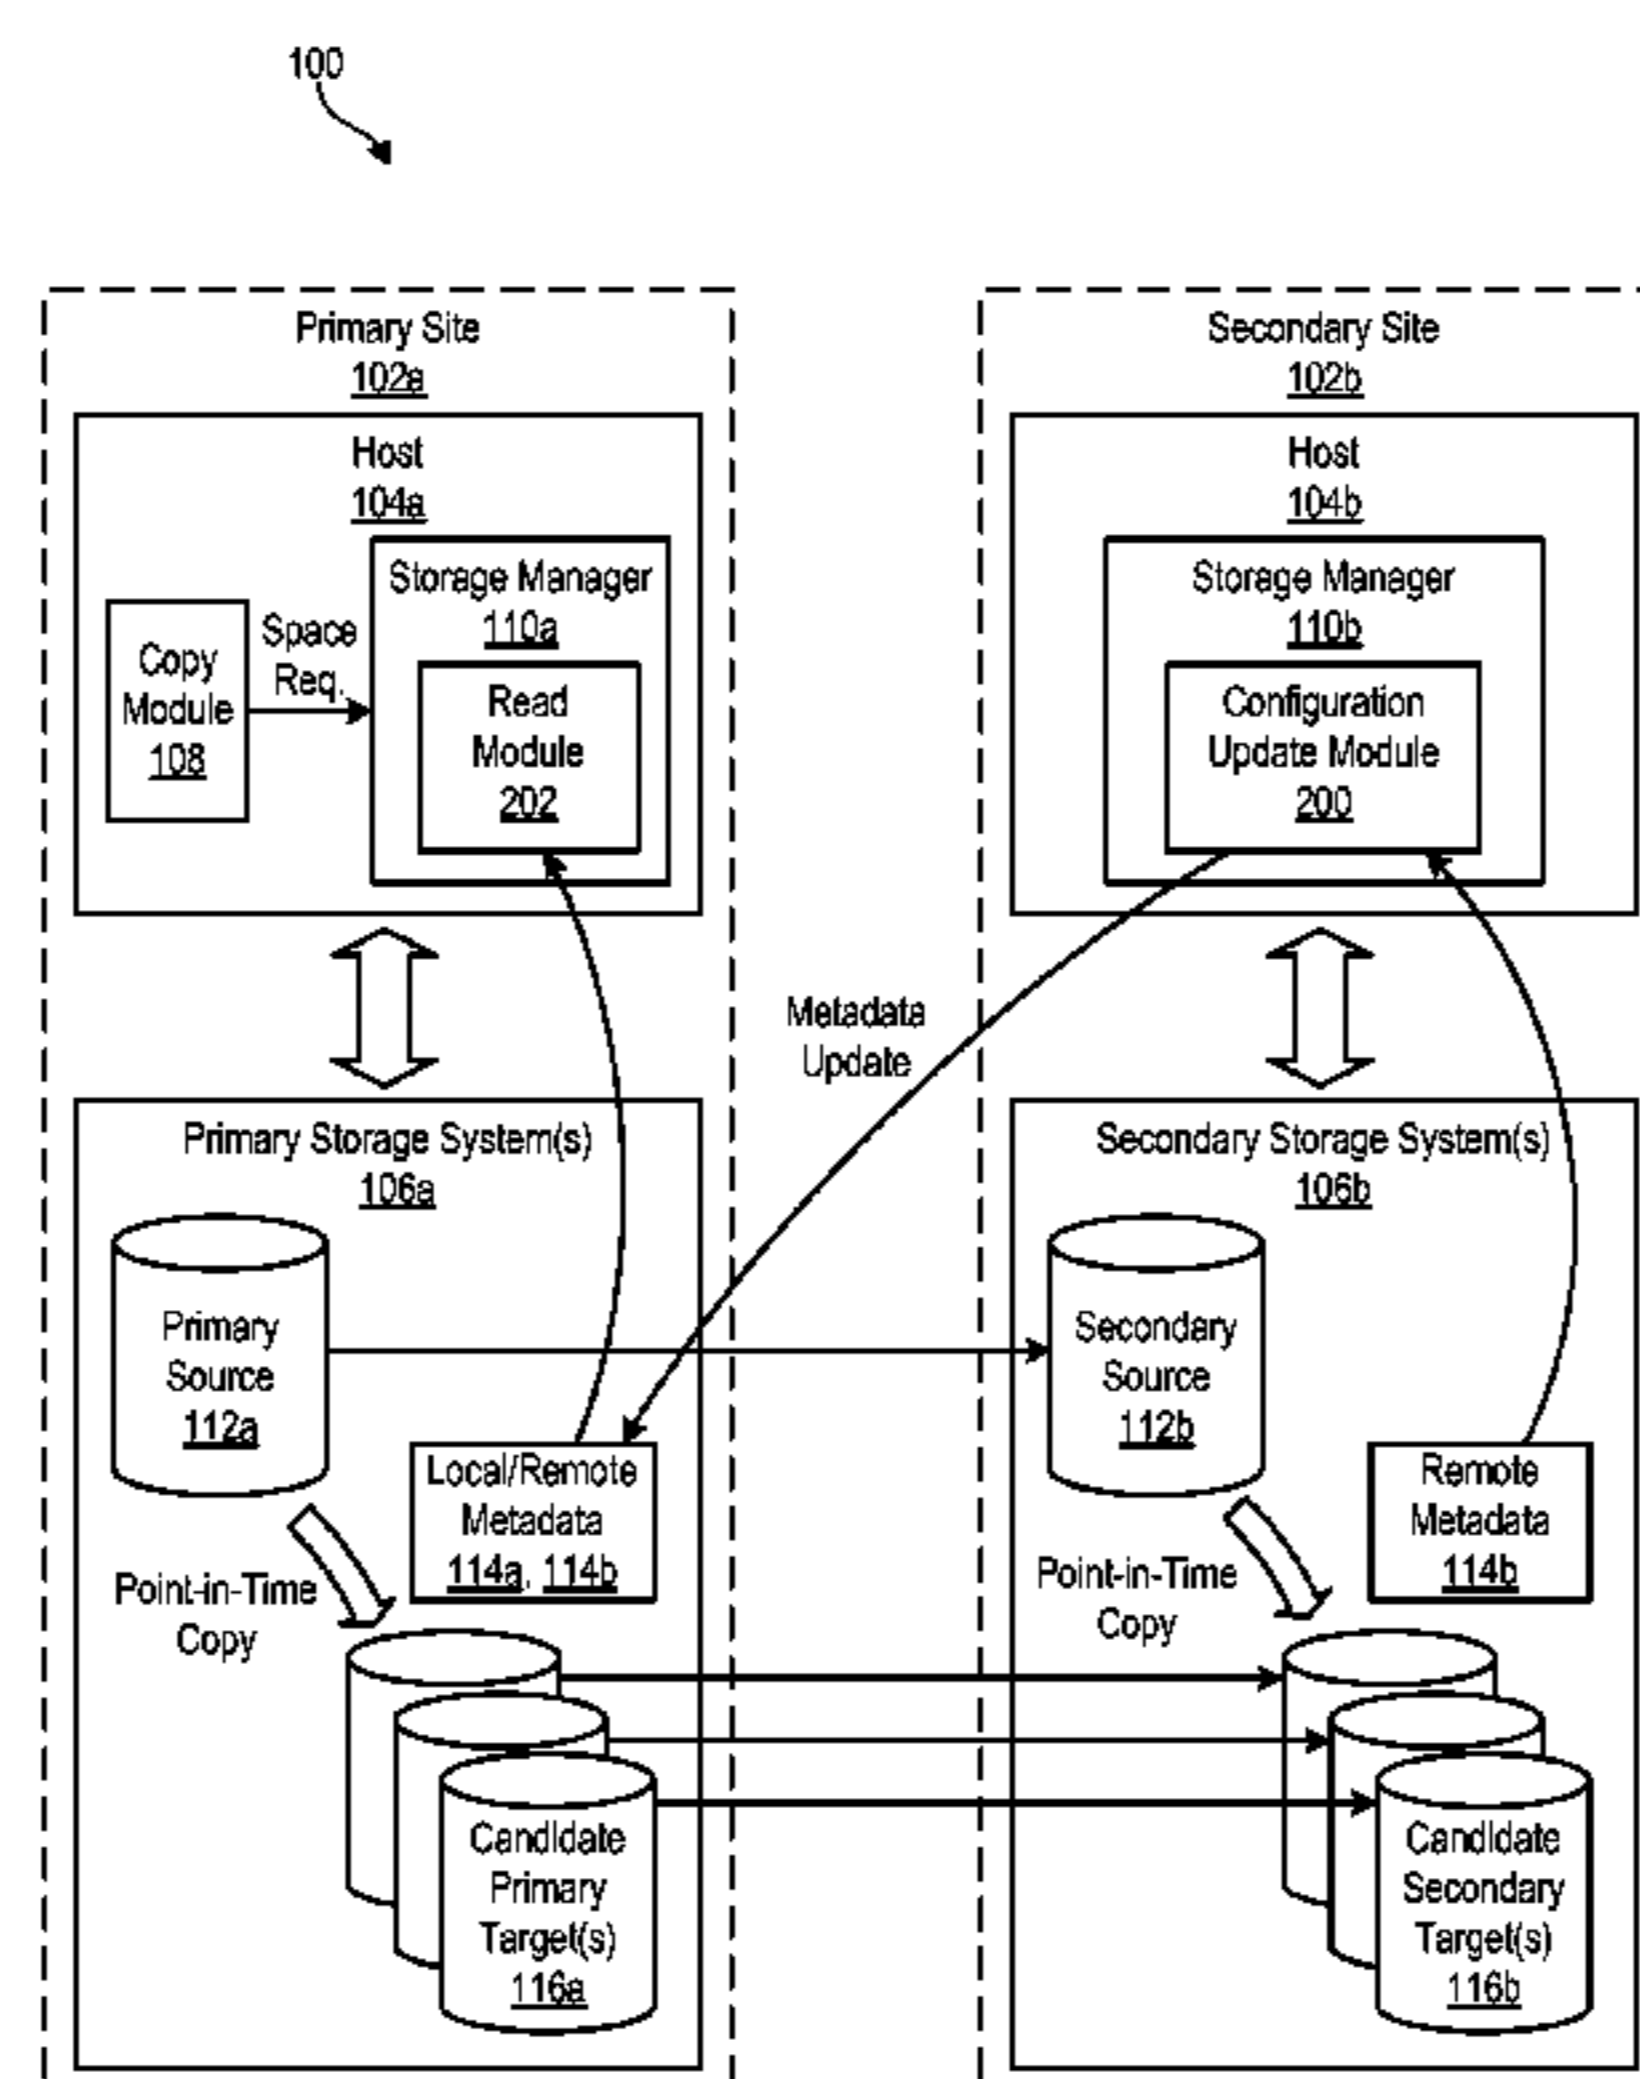 100
Primary Site
102a
Host
104a
Storage Manager
110a
Copy
Module
108
Space
Req.
Read
Module
202
Secondary Site
102b
Host
104b
Storage Manager
110b
Configuration
Update Module
200
Metadata
Update
Primary Storage System(s)
106a
Primary
Source
112a
Local/Remote
Metadata
114a, 114b
Point-in-Time
Copy
Candidate
Primary
Target(s)
116a
Secondary Storage System(s)
106b
Secondary
Source
112b
Remote
Metadata
114b
Point-in-Time
Copy
Candidate
Secondary
Target(s)
116b